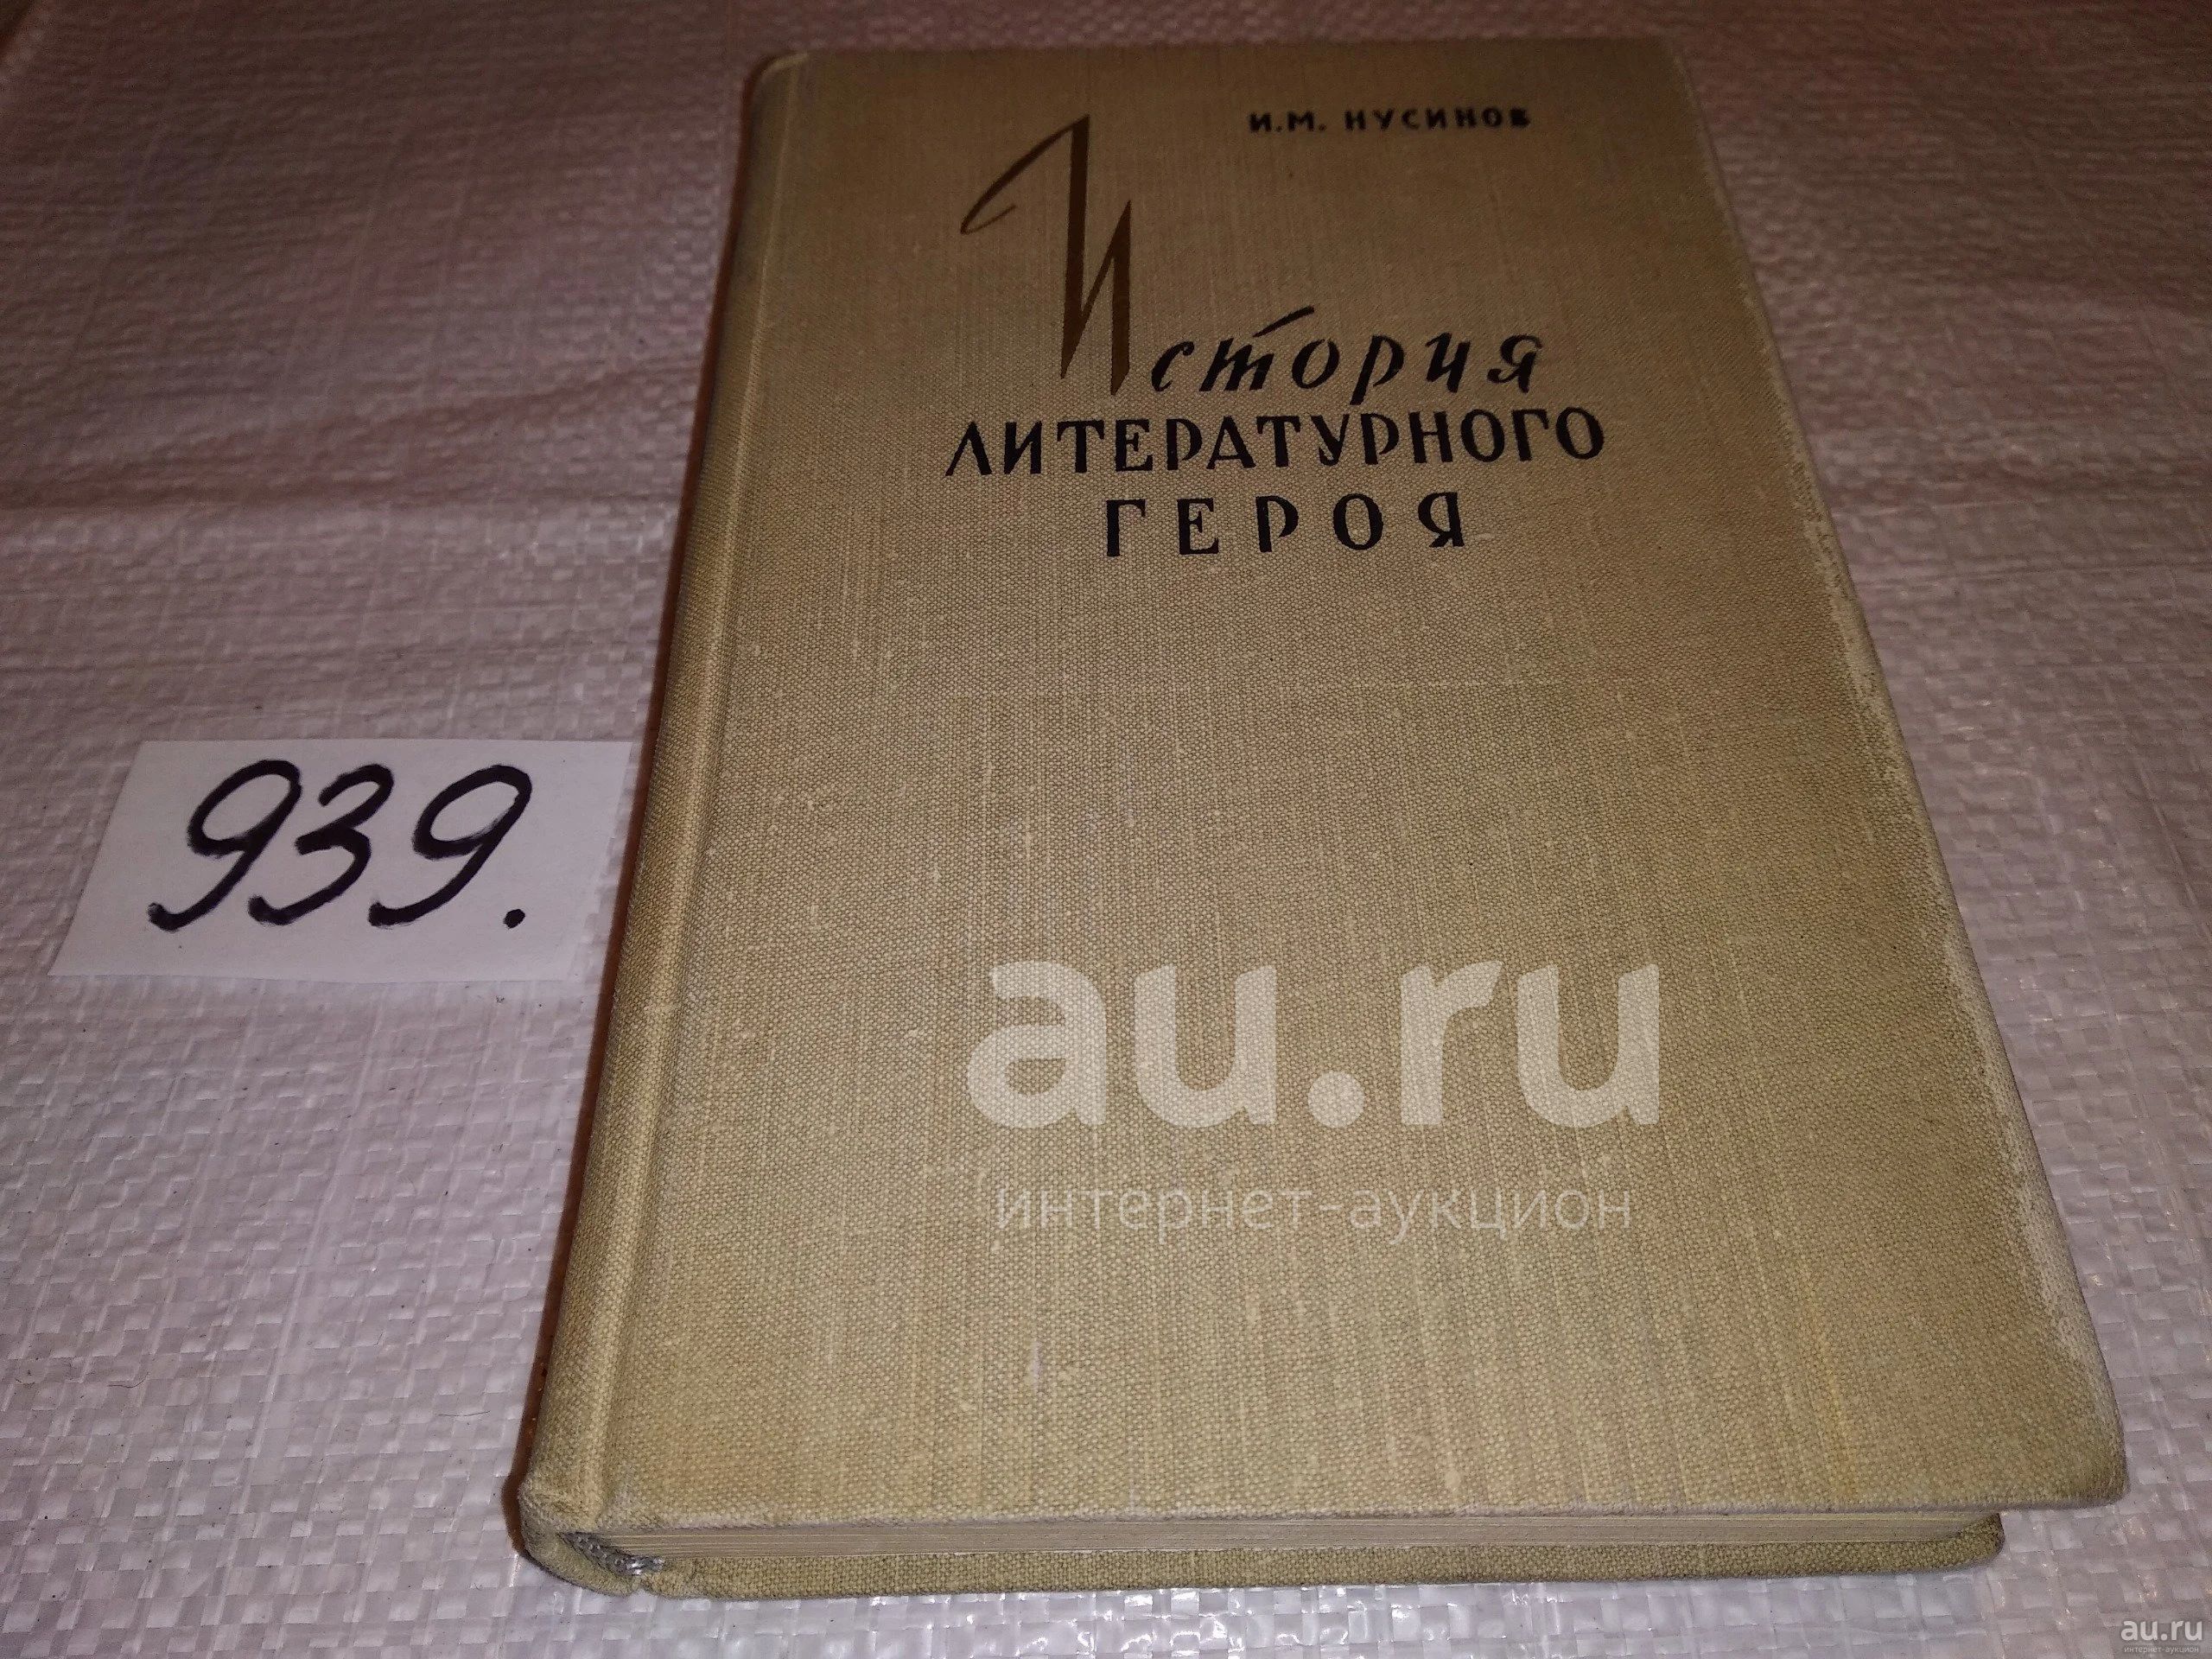 И.М. НУСИНОВ
История
ЛИТЕРАТУРНОГО
ГЕРОЯ
939.
au.ru
интернет-аукцион
au.ru
интернет-аукцион